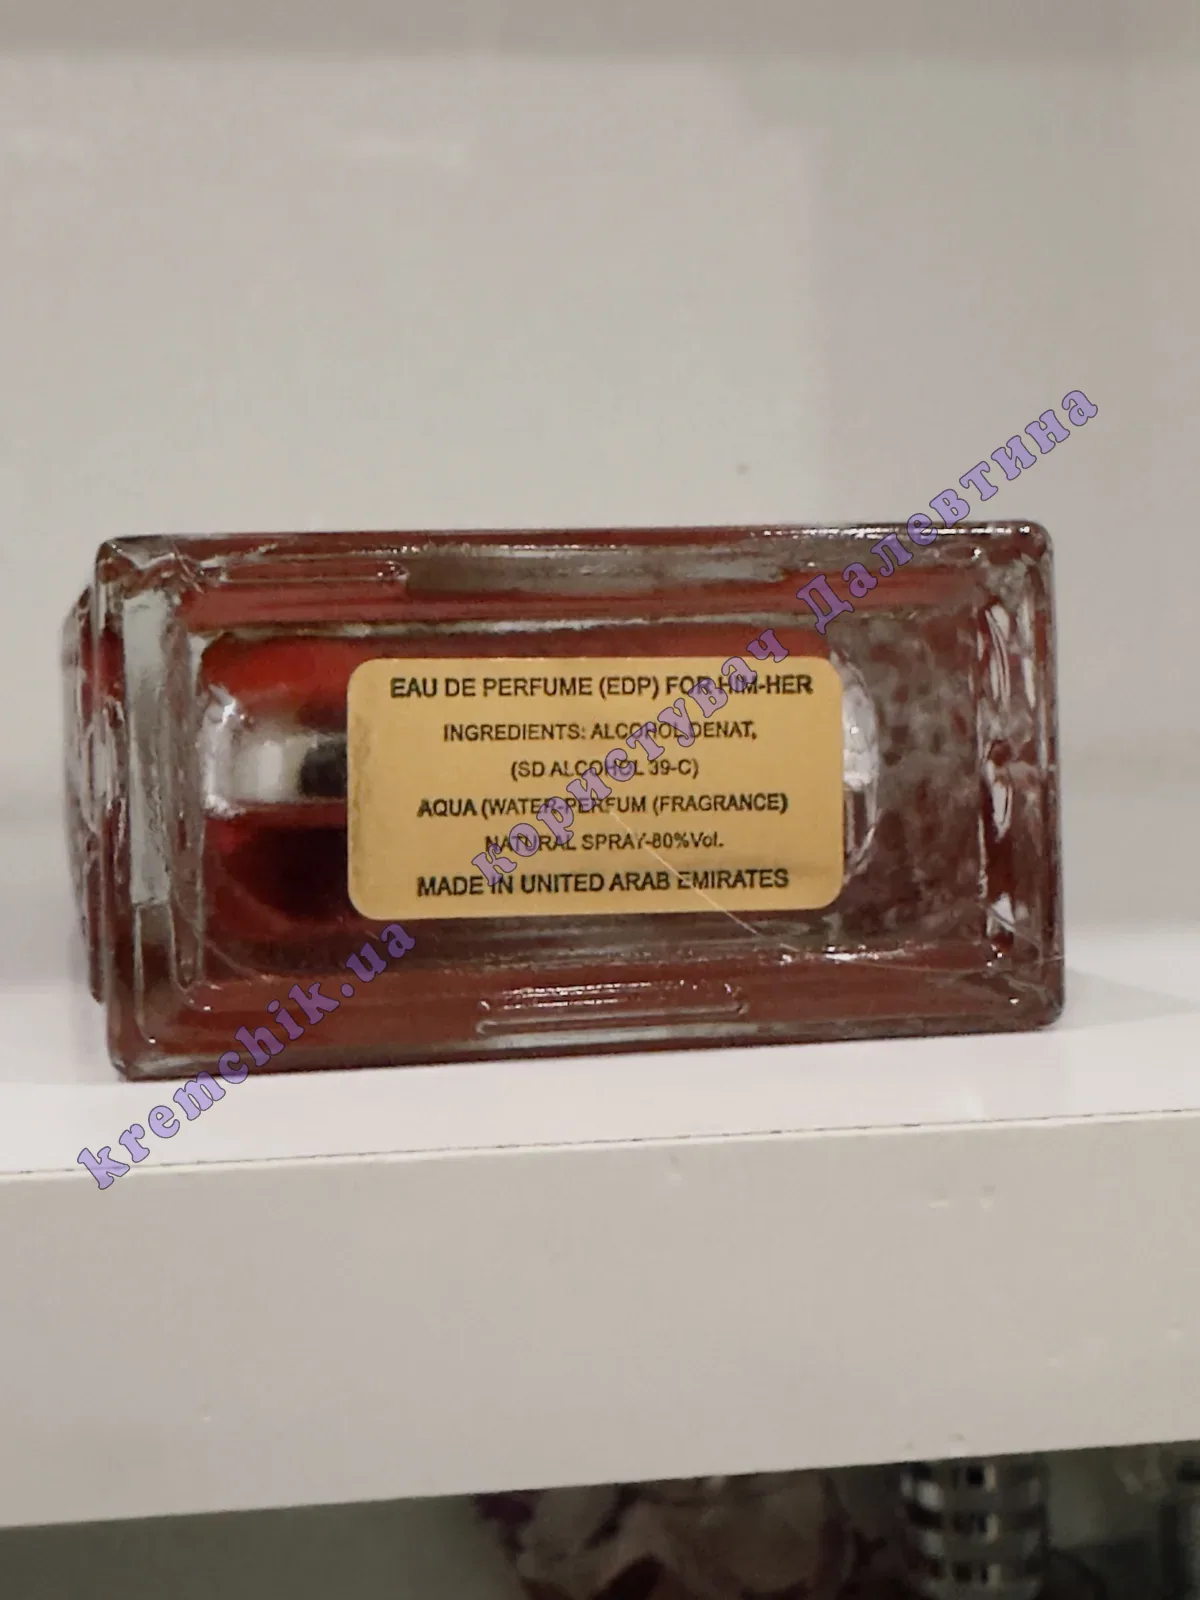 EAU DE PERFUME (EDP) FOR HIM-HER
INGREDIENTS: ALCOHOL DENAT,
(SD ALCOHOL 39-C)
AQUA (WATER-PERFUM (FRAGRANCE)
NATURAL SPRAY-80%Vol.
MADE IN UNITED ARAB EMIRATES
kremchik.ua користувач Далевтина